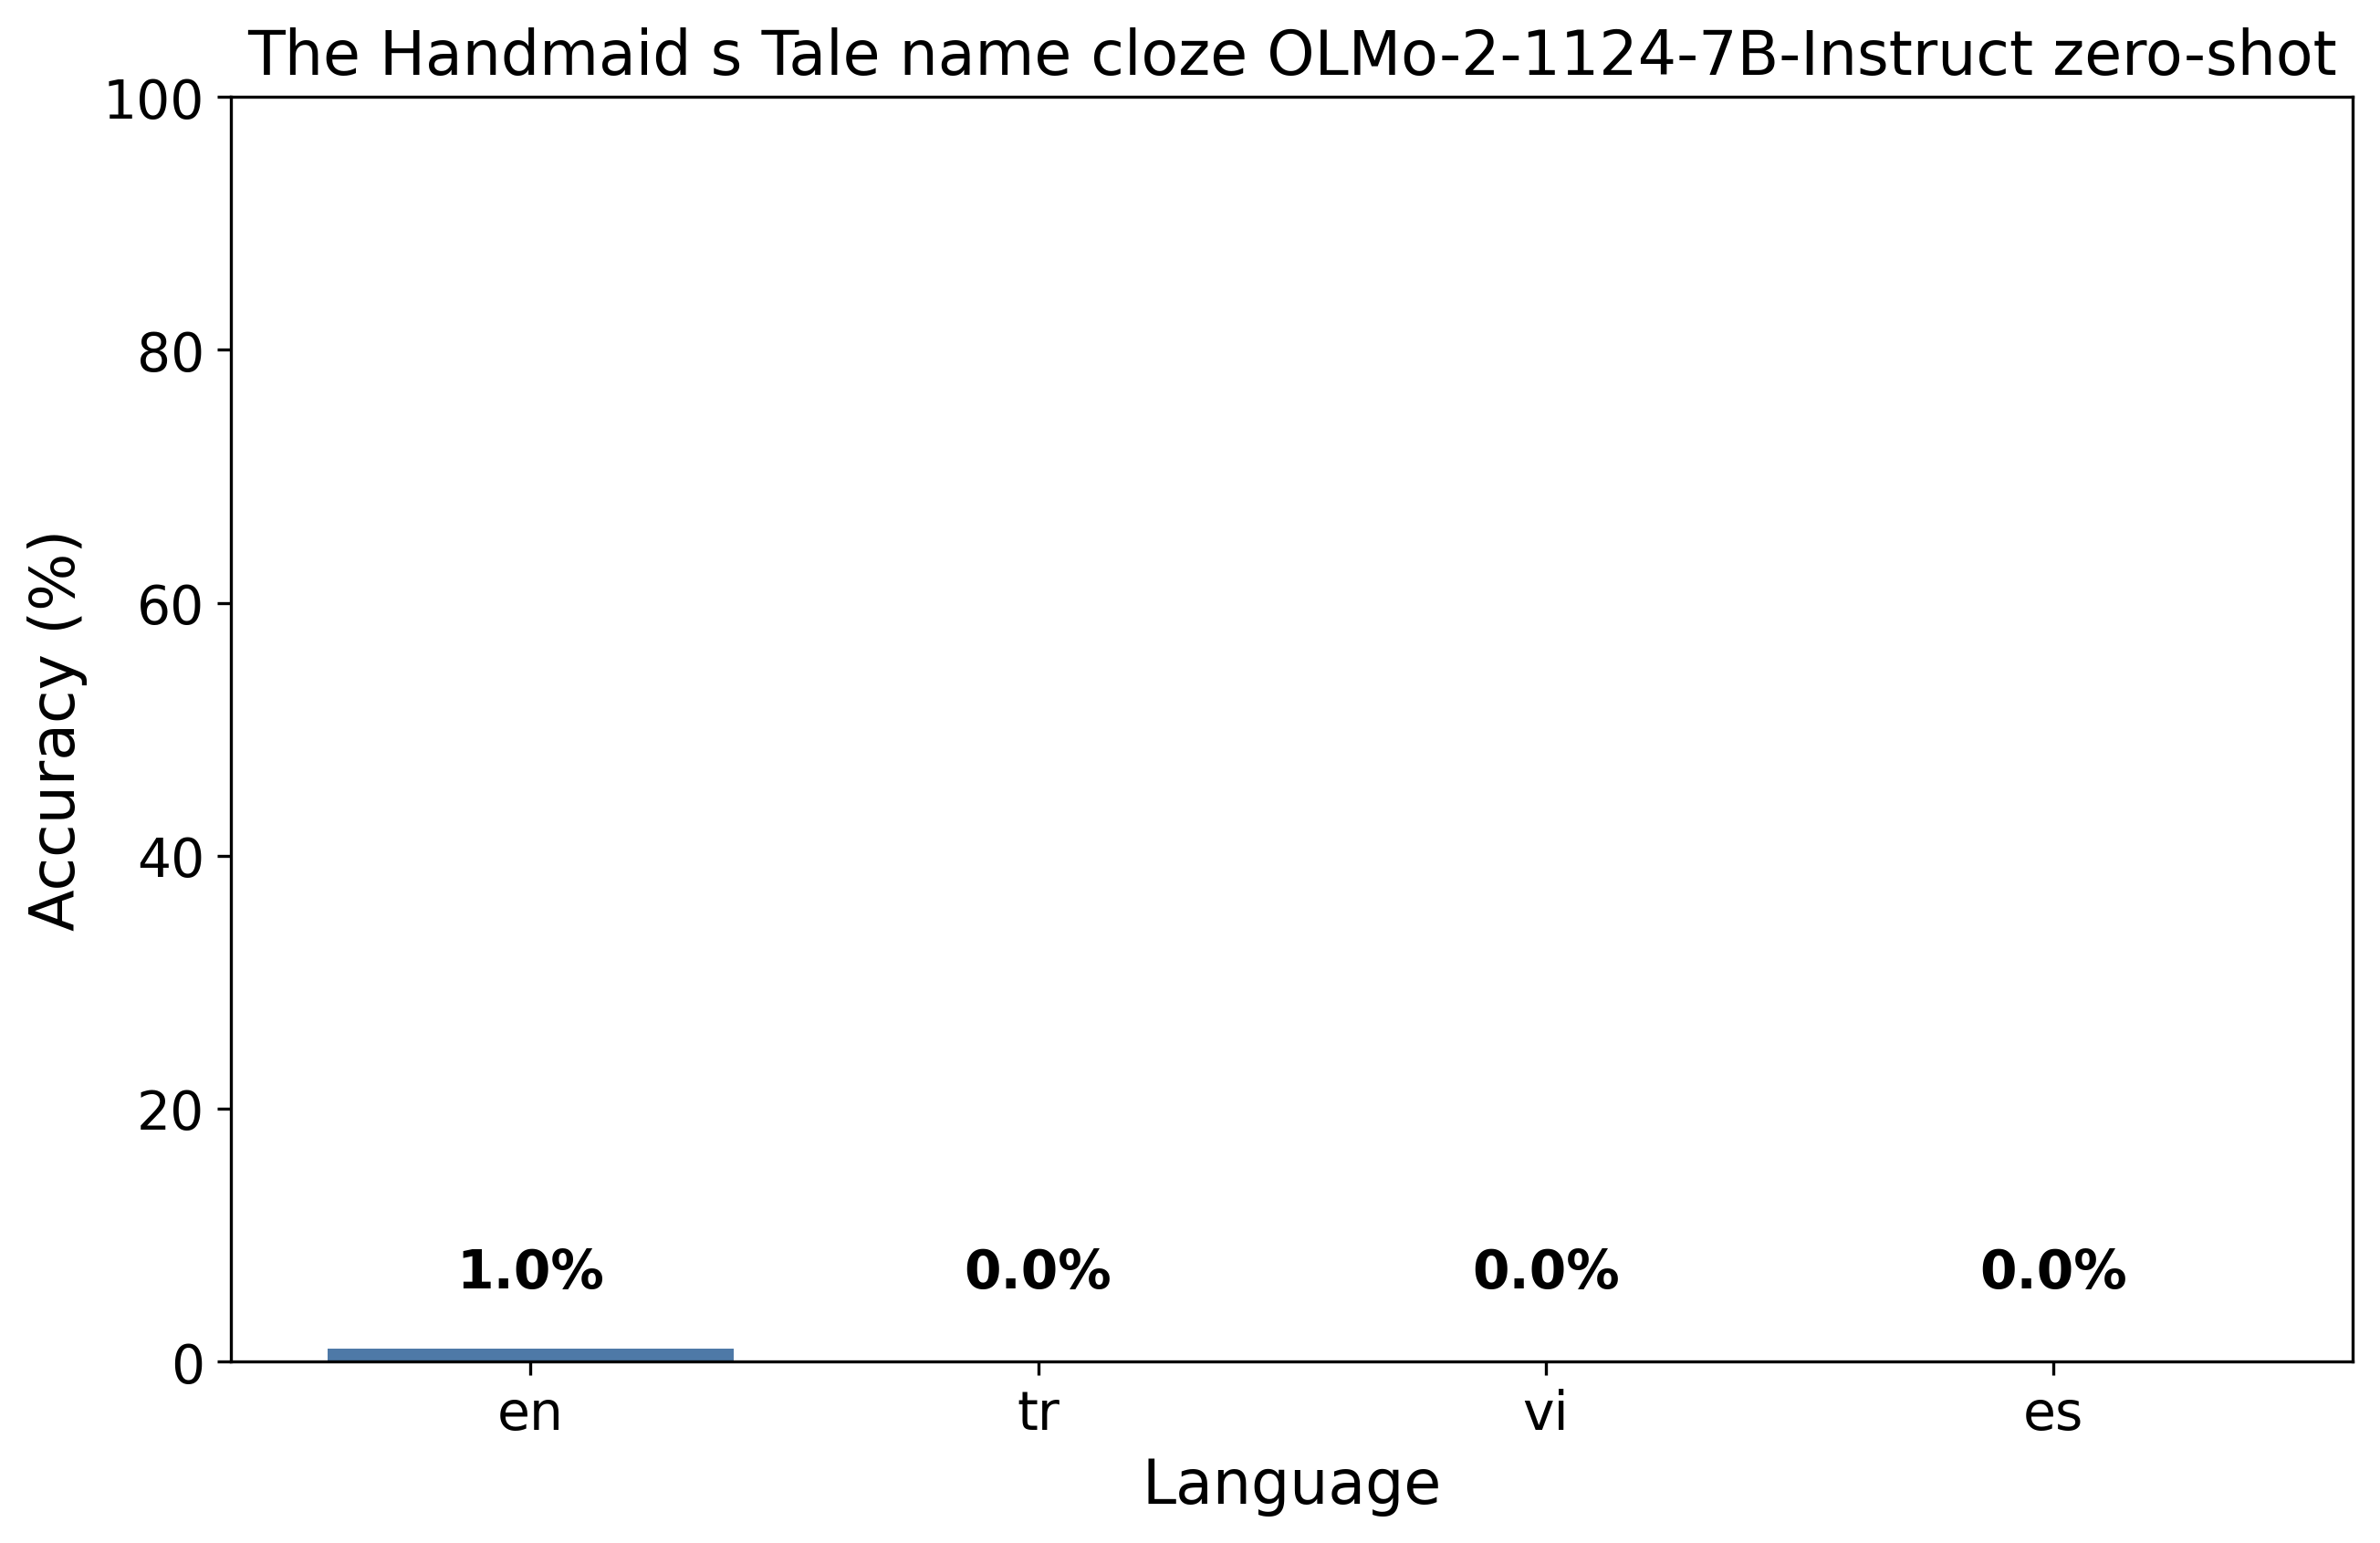 The Handmaid s Tale name cloze OLMo-2-1124-7B-Instruct zero-shot
100
80
60
40
20
0
Accuracy (%)
1.0%
0.0%
0.0%
0.0%
en
tr
vi
es
Language